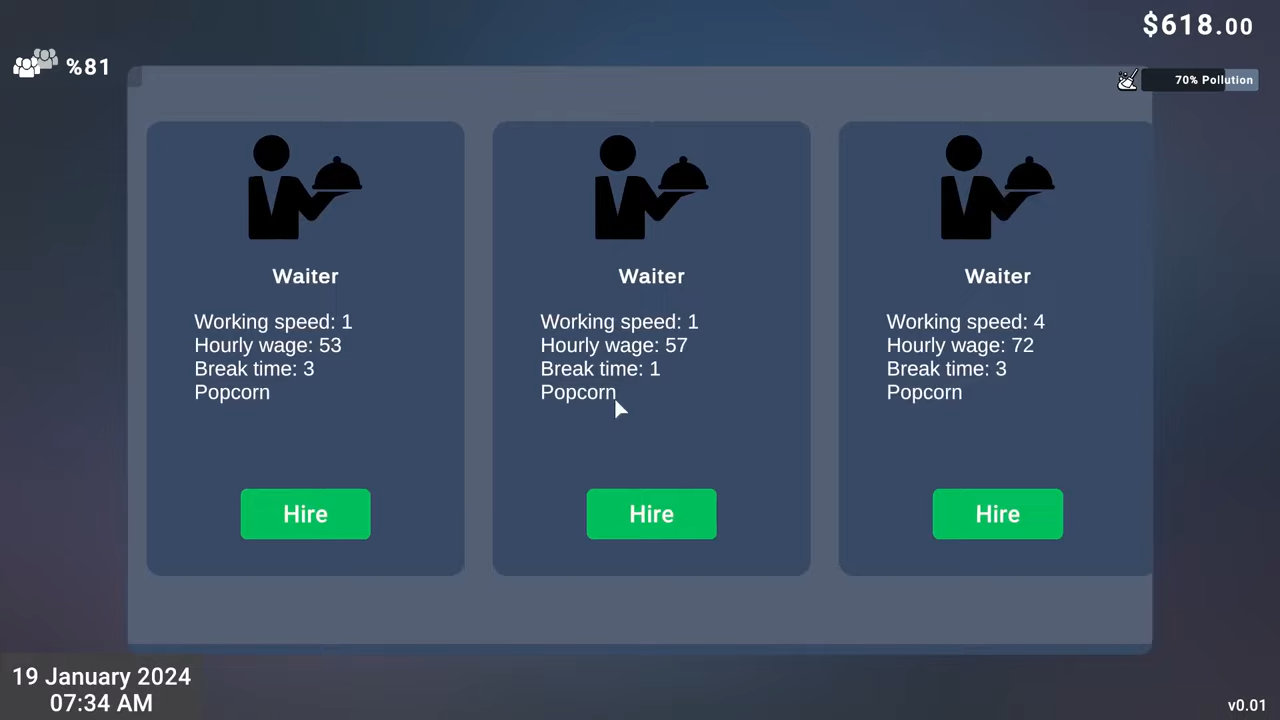 $618.00
%81
70% Pollution
Waiter
Working speed: 1
Hourly wage: 53
Break time: 3
Popcorn
Hire
Waiter
Working speed: 1
Hourly wage: 57
Break time: 1
Popcorn
Hire
Waiter
Working speed: 4
Hourly wage: 72
Break time: 3
Popcorn
Hire
19 January 2024
07:34 AM
v0.01